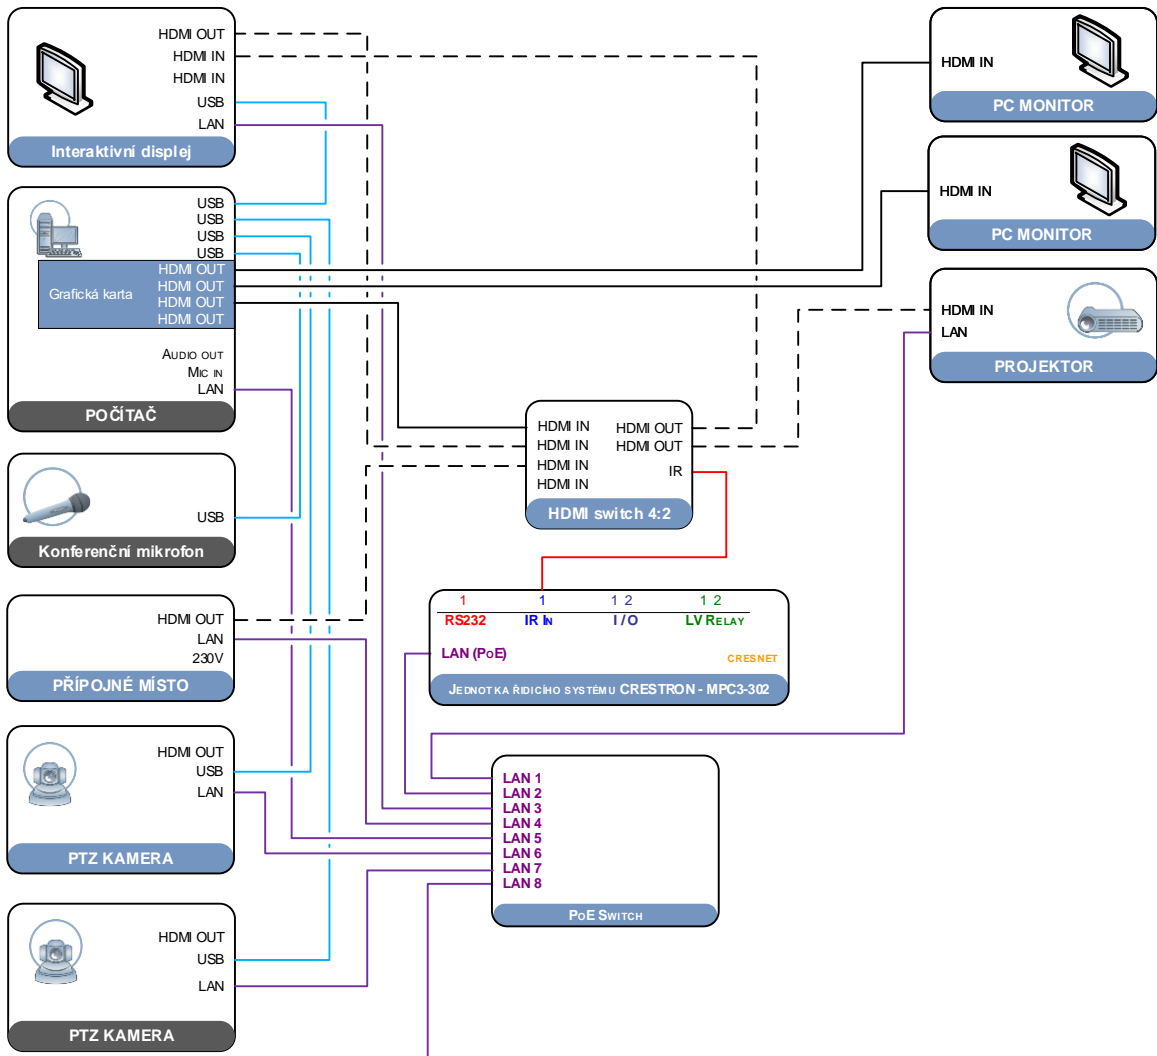 HDMI OUT
HDMI IN
HDMI IN
USB
LAN
Interaktivní displej
USB
USB
USB
USB
HDMI OUT
HDMI OUT
HDMI OUT
HDMI OUT
Grafická karta
AUDIO OUT
MIC IN
LAN
POČÍTAČ
USB
Konferenční mikrofon
HDMI OUT
LAN
230V
PŘÍPOJNÉ MÍSTO
HDMI OUT
USB
LAN
PTZ KAMERA
HDMI OUT
USB
LAN
PTZ KAMERA
HDMI IN
HDMI IN
HDMI IN
HDMI IN
HDMI OUT
HDMI OUT
IR
HDMI switch 4:2
1 1 1 2 1 2
RS232 IR IN I / O LV RELAY
LAN (POE)
CRESNET
JEDNOTKA ŘIDICÍHO SYSTÉMU CRESTRON - MPC3-302
LAN 1
LAN 2
LAN 3
LAN 4
LAN 5
LAN 6
LAN 7
LAN 8
POE SWITCH
HDMI IN
PC MONITOR
HDMI IN
PC MONITOR
HDMI IN
LAN
PROJEKTOR